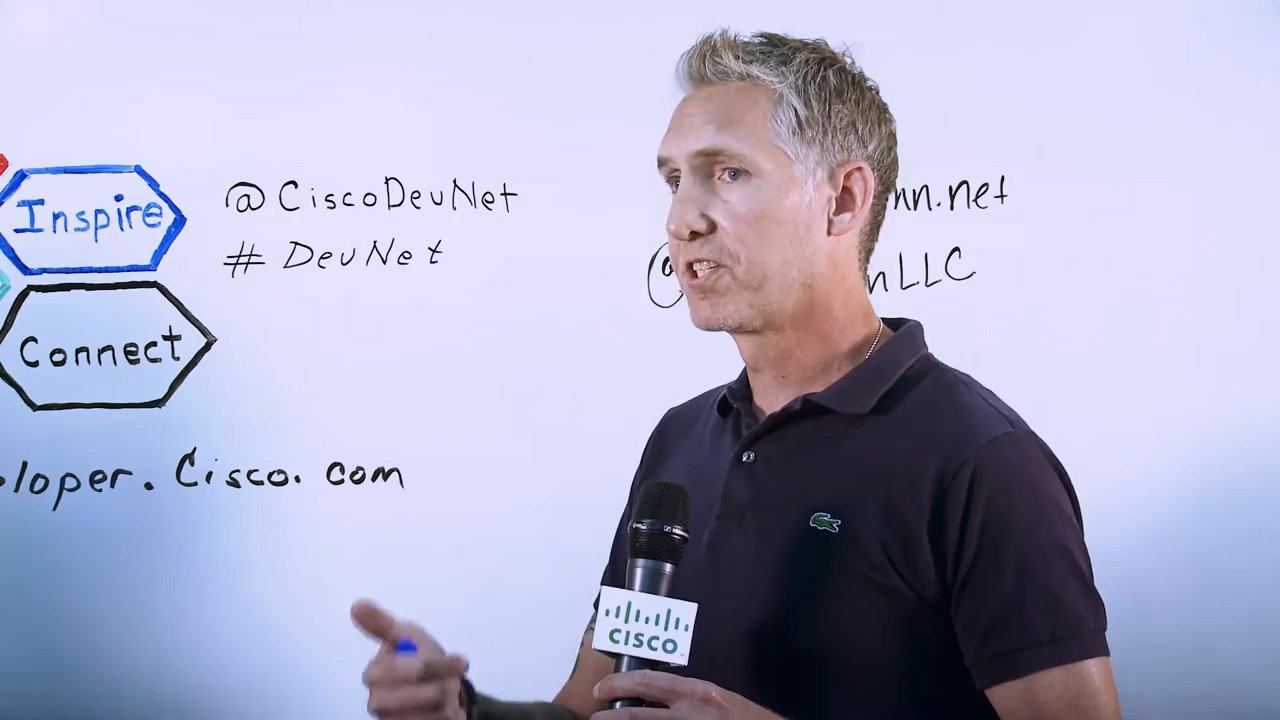 Inspire
@CiscoDevNet
# DevNet
Connect
loper.Cisco.com
nn.net
nLLC
CISCO